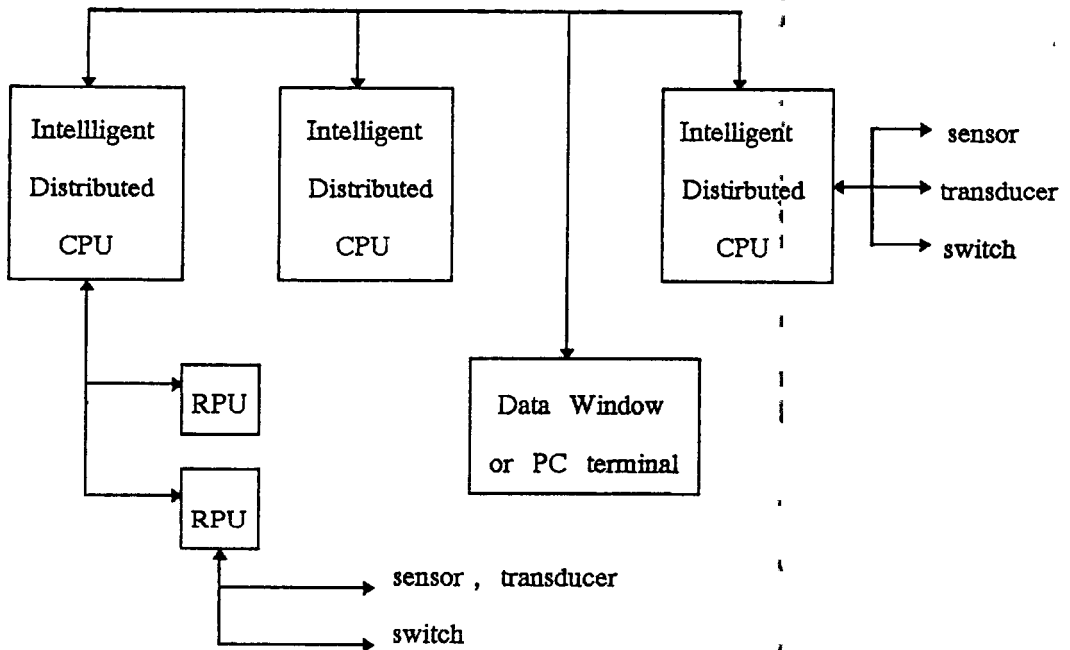 Intellligent
Distributed
CPU
Intelligent
Distributed
CPU
Intelligent
Distirbuted
CPU
sensor
transducer
switch
RPU
RPU
Data Window
or PC terminal
sensor , transducer
switch